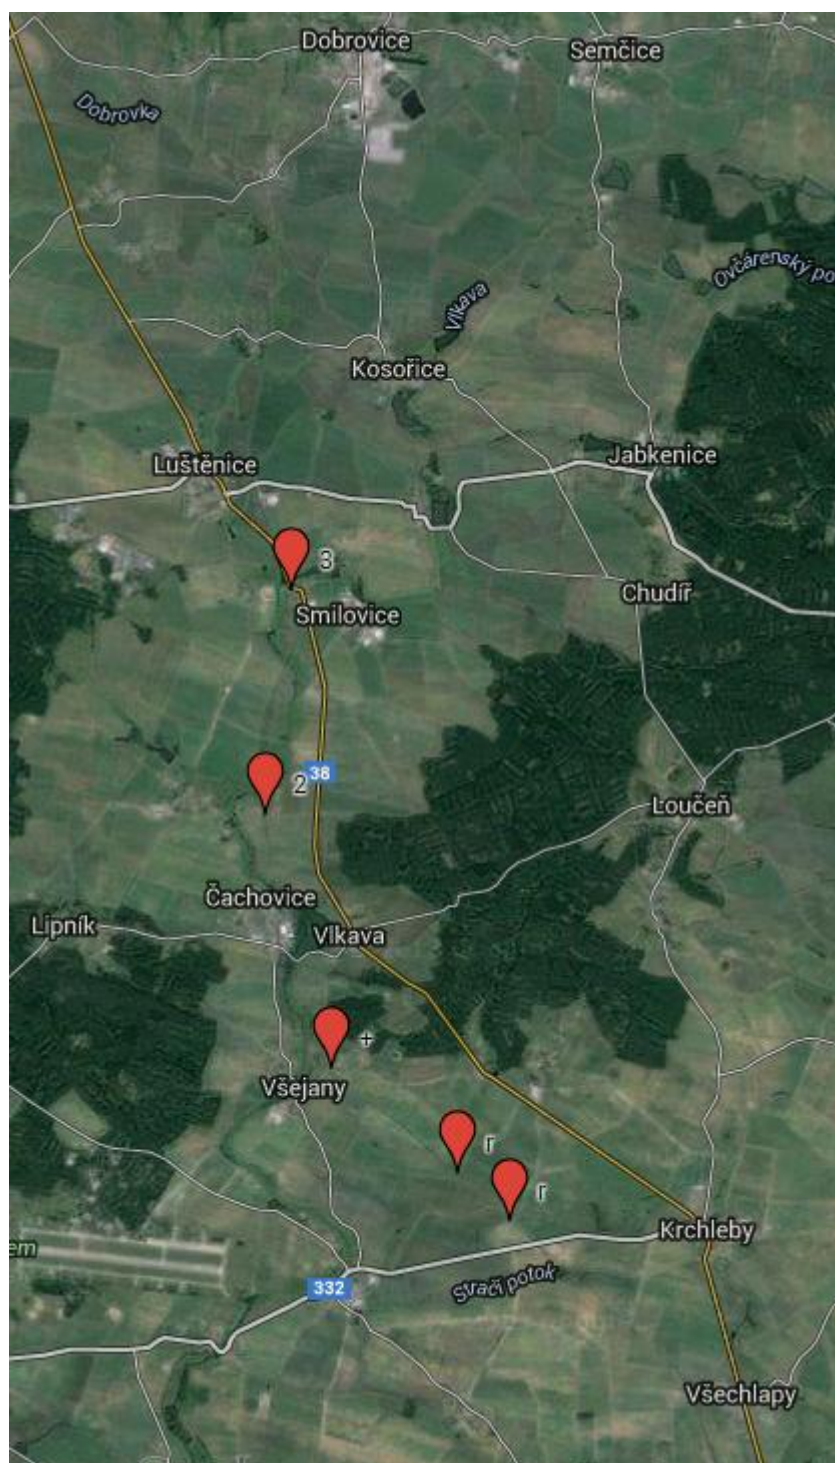 Dobrovice
Semčice
Dobrovka
Ovčárenský po
Vlkava
Kosořice
Jabkenice
Luštěnice
3
Chudíř
Smilovice
38
2
Loučeň
Čachovice
Lipník
Vlkava
+
Všejany
r
r
Krchleby
em
Stračí potok
332
Všechlapy